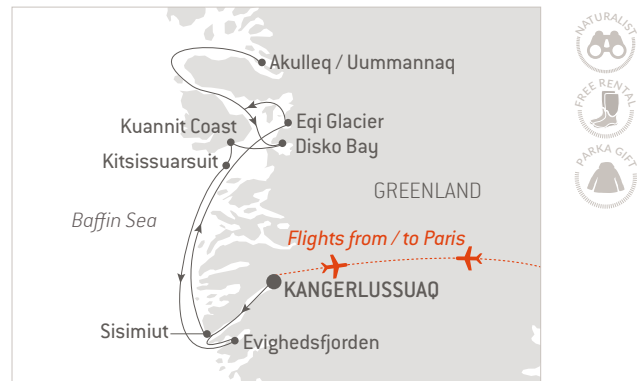 Akulleq / Uummannaq
Eqi Glacier
Kuannit Coast
Disko Bay
Kitsissuarsuit
GREENLAND
Baffin Sea
Flights from / to Paris
KANGERLUSSUAQ
Sisimiut
Evighedsfjorden
NATURALIST
FREE RENTAL
PARKA GIFT